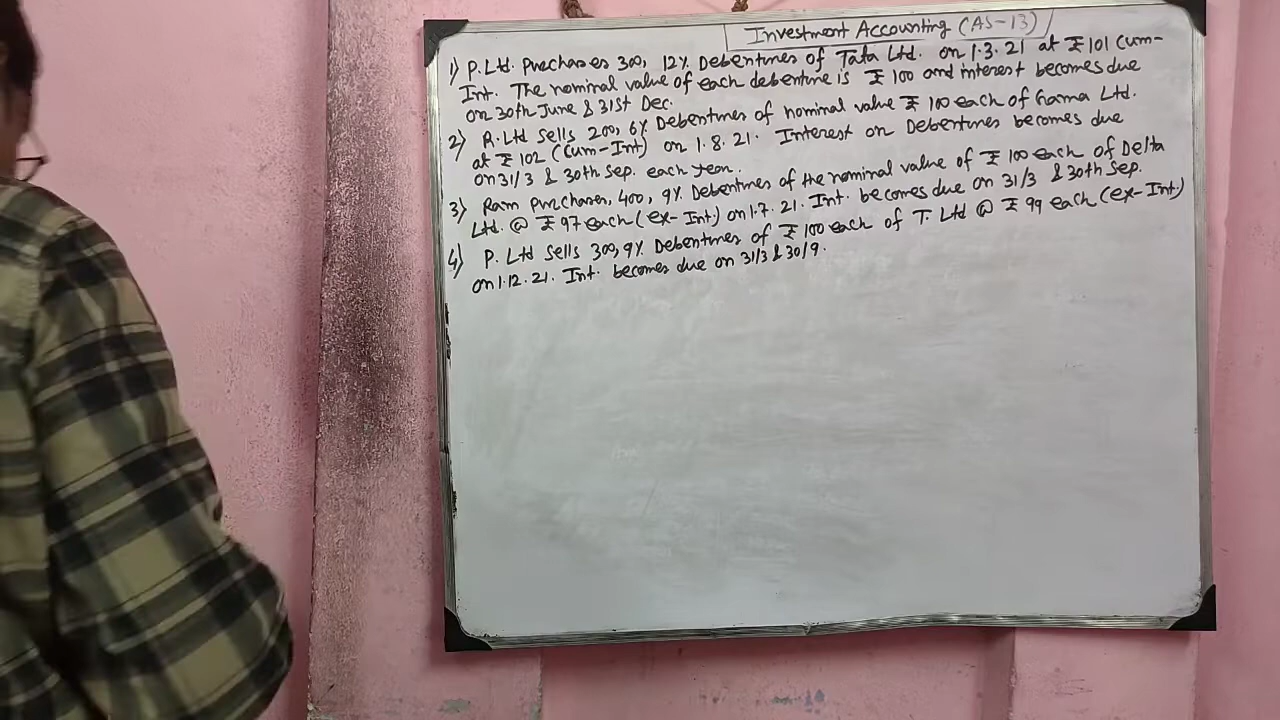 Investment Accounting (AS-13)
1) P. Ltd. Purchases 300, 12% Debentures of Tata Ltd. on 1.3.21 at ₹ 101 Cum-
Int. The nominal value of each debenture is ₹ 100 and interest becomes due
on 30th June & 31st Dec.
2) R. Ltd Sells 200, 6% Debentures of nominal value ₹ 100 each of Gama Ltd.
at ₹ 102 (Cum-Int) on 1.8.21. Interest on Debentures becomes due
on 31/3 & 30th Sep. each year.
3) Ram purchases, 400, 9% Debentures of the nominal value of ₹ 100 each of Delta
Ltd. @ ₹ 97 each (ex-Int) on 1.7.21. Int. becomes due on 31/3 & 30th Sep.
4) P. Ltd Sells 300, 9% Debentures of ₹ 100 each of T. Ltd @ ₹ 99 each (ex-Int)
on 1.12.21. Int. becomes due on 31/3 & 30/9.